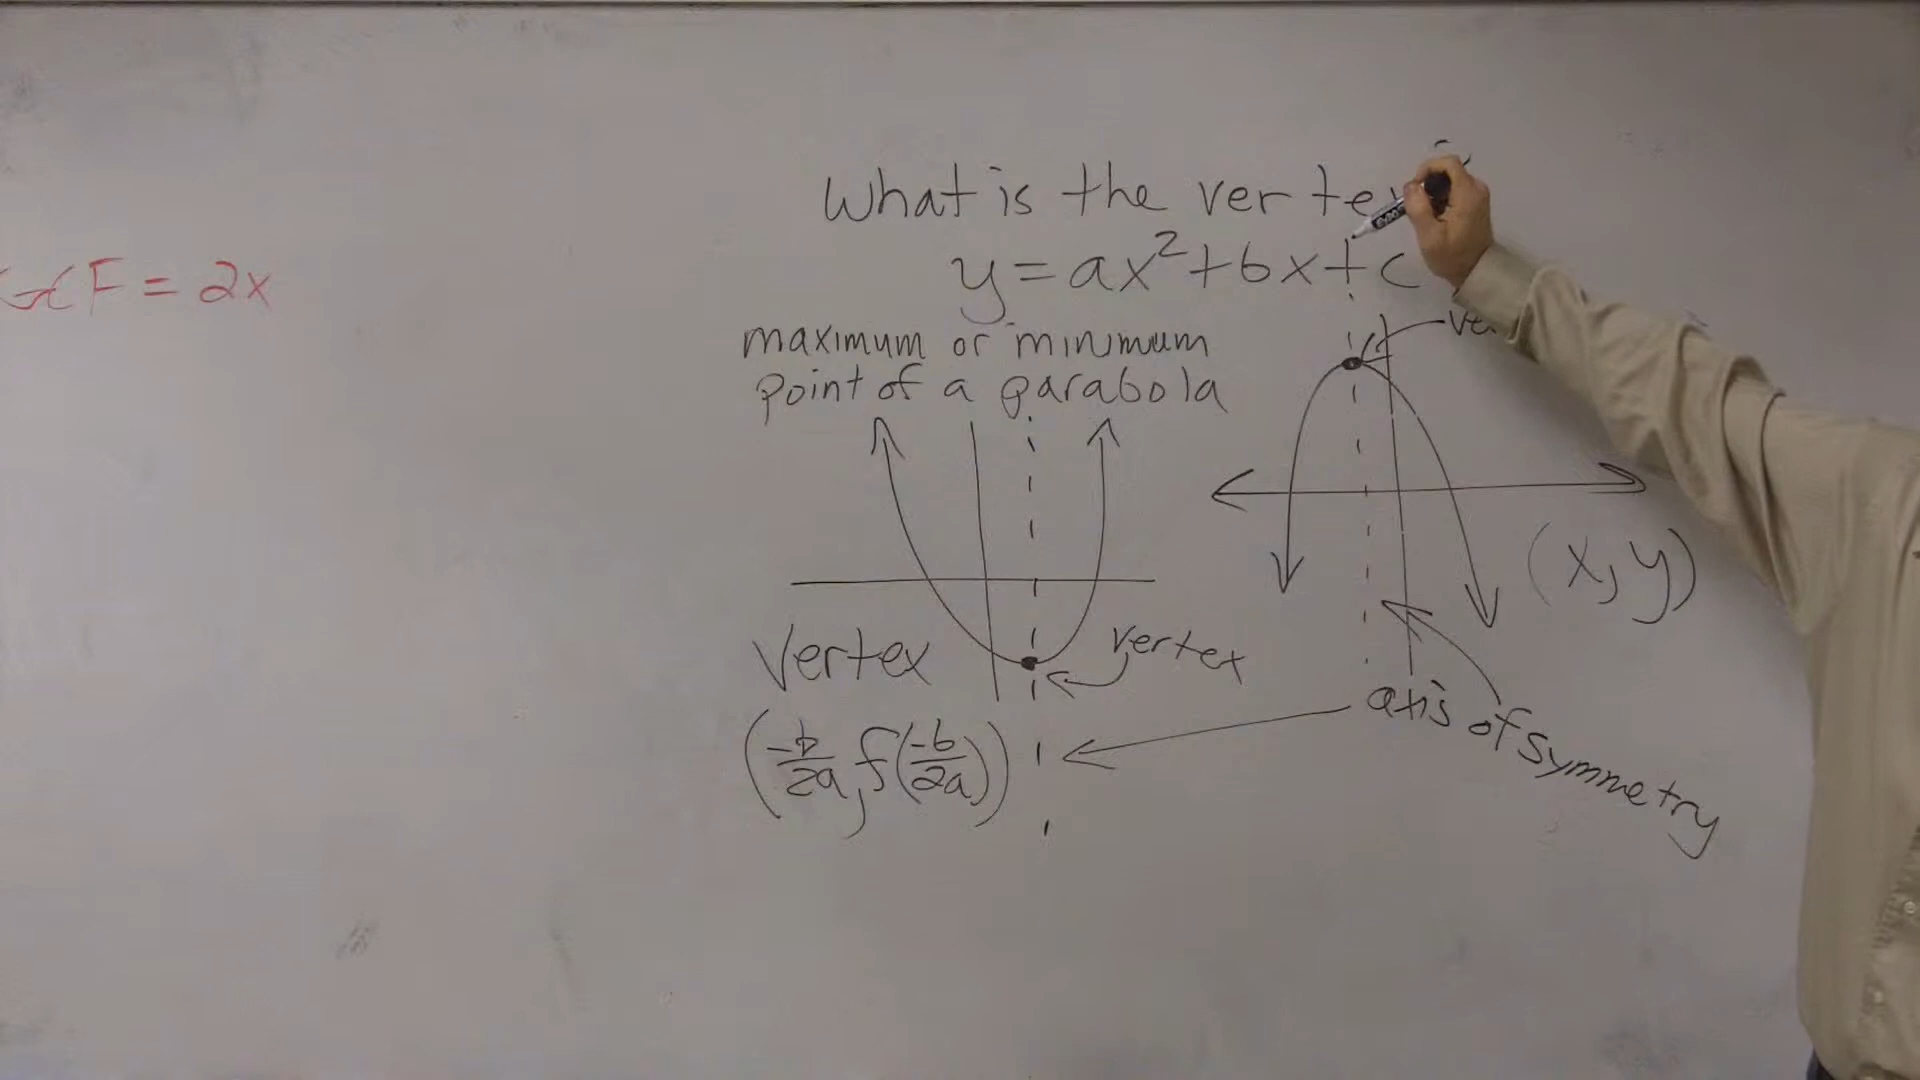 What is the vertex
y = ax² + bx + c
maximum or minimum
point of a parabola
GCF = 2x
(x, y)
Vertex
vertex
(-b/2a, f(-b/2a))
axis of symmetry